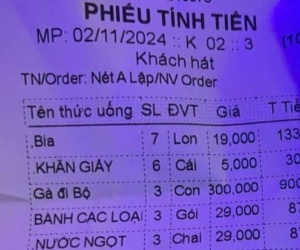 PHIẾU TÍNH TIỀN
MP: 02/11/2024 :: K 02 :: 3
Khách hát
TN/Order: Nét A Lập/NV Order
Tên thức uống SL ĐVT Giá T Tiề
.Bia 7 Lon 19,000 133
.KHĂN GIẤY 6 Cái 5,000 30
Gà đi Bộ 3 Con 300,000 900
BÁNH CÁC LOẠI 3 Gói 29,000 87
NƯỚC NGỌT 3 Chai 29,000 87